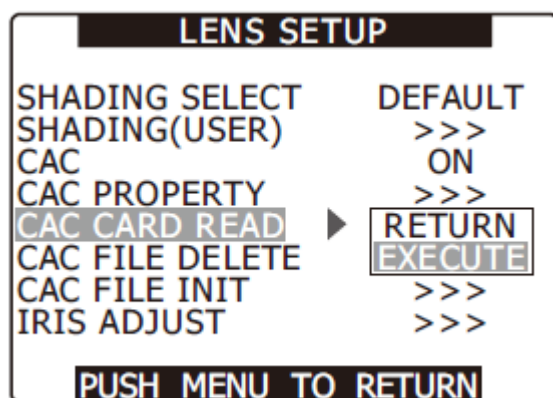 LENS SETUP
SHADING SELECT DEFAULT
SHADING(USER) >>>
CAC ON
CAC PROPERTY >>>
CAC CARD READ ▶ RETURN
CAC FILE DELETE EXECUTE
CAC FILE INIT >>>
IRIS ADJUST >>>
PUSH MENU TO RETURN